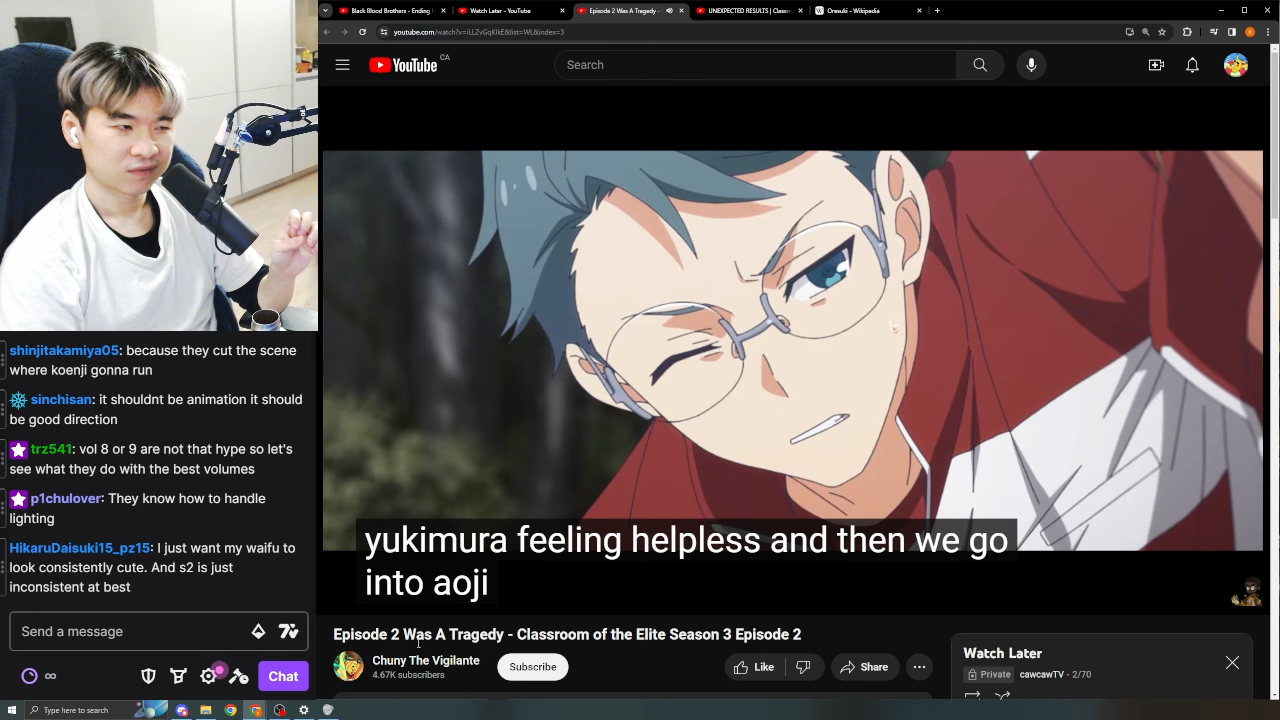 Black Blood Brothers - Ending
Watch Later - YouTube
Episode 2 Was A Tragedy -
UNEXPECTED RESULTS | Classr
Oresuki - Wikipedia
youtube.com/watch?v=iLLZvGqKlkE&list=WL&index=3
YouTube CA
Search
yukimura feeling helpless and then we go
into aoji
Episode 2 Was A Tragedy - Classroom of the Elite Season 3 Episode 2
Chuny The Vigilante
4.67K subscribers
Subscribe
Like
Share
Watch Later
Private cawcawTV - 2/70
shinjitakamiya05: because they cut the scene
where koenji gonna run
sinchisan: it shouldnt be animation it should
be good direction
trz541: vol 8 or 9 are not that hype so let's
see what they do with the best volumes
p1chulover: They know how to handle
lighting
HikaruDaisuki15_pz15: I just want my waifu to
look consistently cute. And s2 is just
inconsistent at best
Send a message
∞
Chat
Type here to search